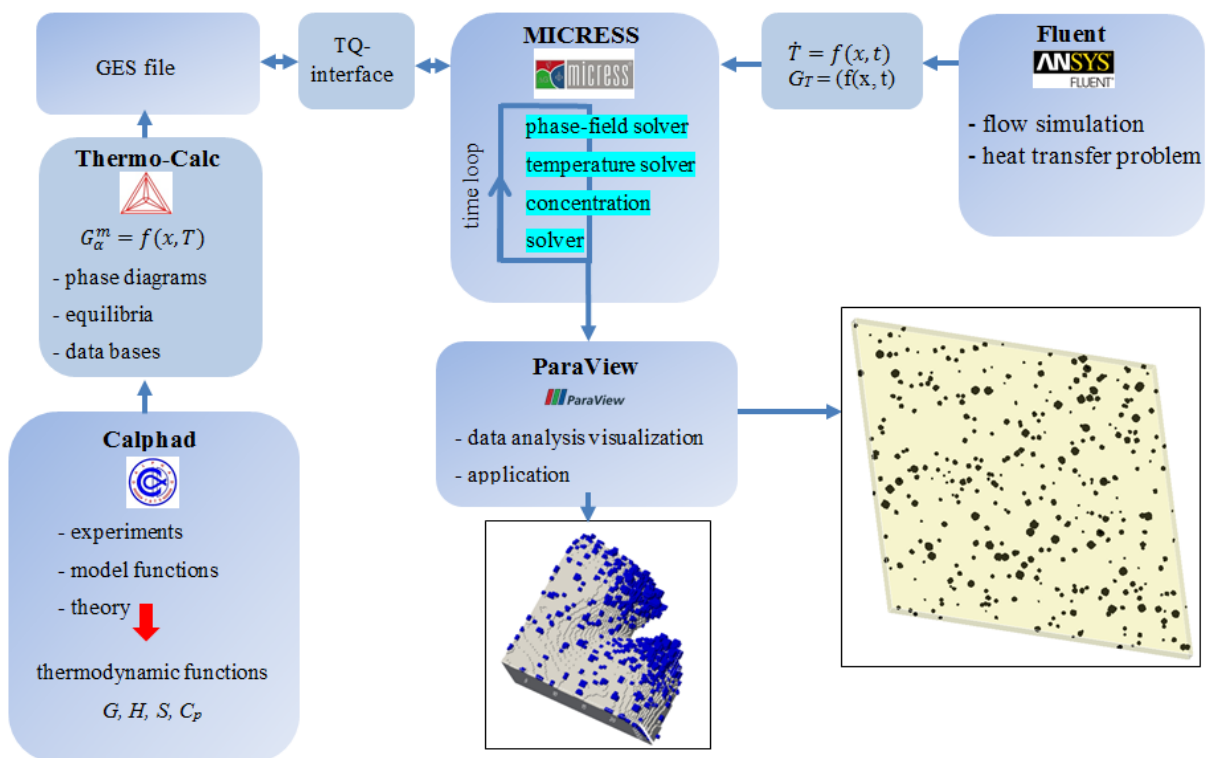 GES file
TQ-
interface
MICRESS
micress
phase-field solver
temperature solver
concentration
solver
time loop
Ṫ = f(x, t)
G_T = (f(x, t)
Fluent
ANSYS
FLUENT
- flow simulation
- heat transfer problem
Thermo-Calc
G_α^m = f(x, T)
- phase diagrams
- equilibria
- data bases
Calphad
- experiments
- model functions
- theory
thermodynamic functions
G, H, S, C_p
ParaView
ParaView
- data analysis visualization
- application